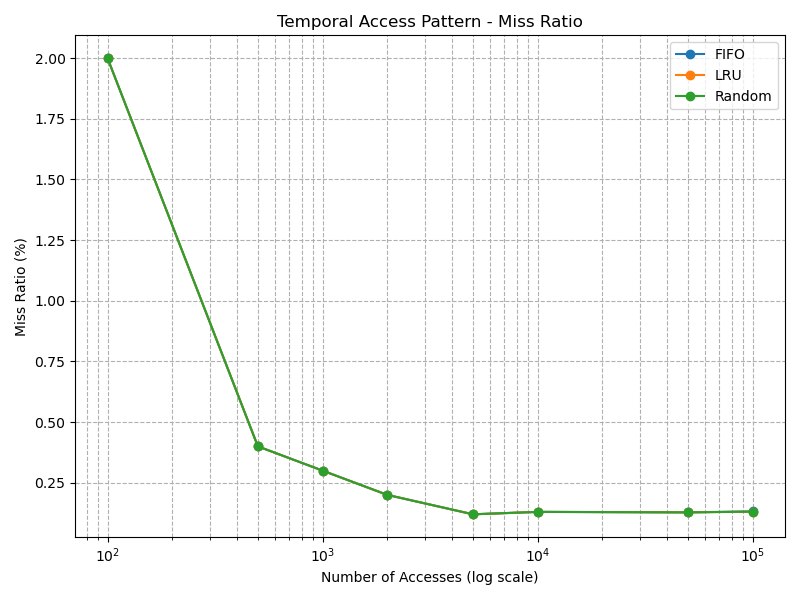 Temporal Access Pattern - Miss Ratio
FIFO
LRU
Random
Miss Ratio (%)
2.00
1.75
1.50
1.25
1.00
0.75
0.50
0.25
10²
10³
10⁴
10⁵
Number of Accesses (log scale)